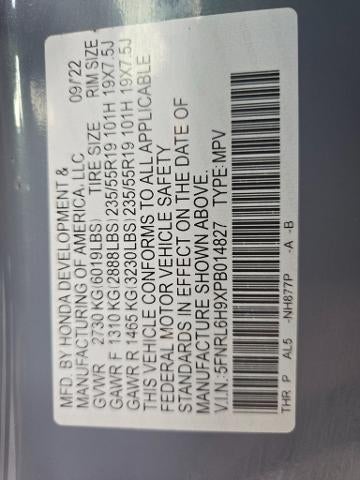 MFD. BY HONDA DEVELOPMENT & 09/22
MANUFACTURING OF AMERICA, LLC
GVWR 2730 KG(6019LBS) TIRE SIZE RIM SIZE
GAWR F 1310 KG(2888LBS) 235/55R19 101H 19X7.5J
GAWR R 1465 KG(3230LBS) 235/55R19 101H 19X7.5J
THIS VEHICLE CONFORMS TO ALL APPLICABLE
FEDERAL MOTOR VEHICLE SAFETY
STANDARDS IN EFFECT ON THE DATE OF
MANUFACTURE SHOWN ABOVE.
V.I.N.:5FNRL6H9XPB014827 TYPE:MPV
THR P AL5 -NH877P -A -B